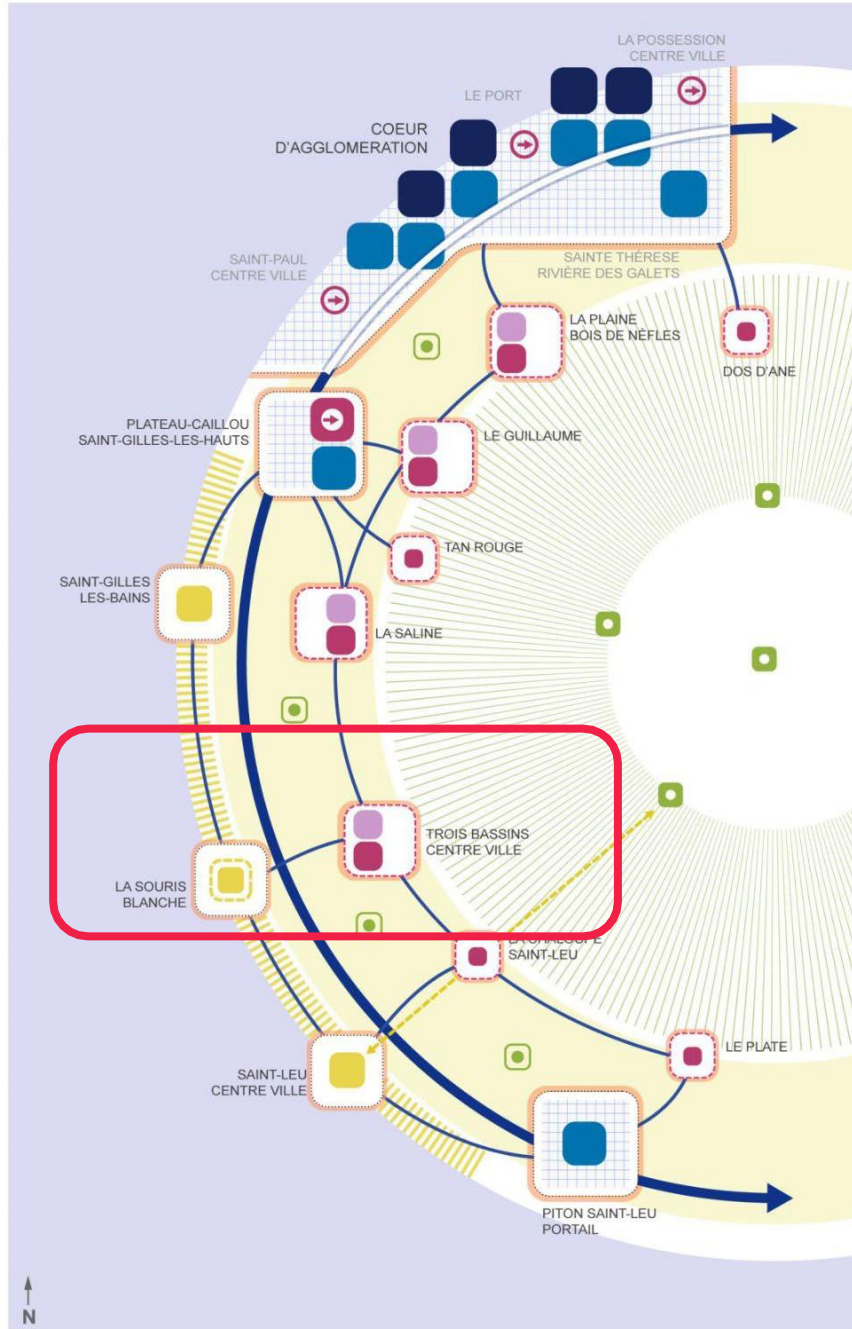 LA POSSESSION
CENTRE VILLE
LE PORT
COEUR
D'AGGLOMERATION
SAINT-PAUL
CENTRE VILLE
SAINTE THÉRESE
RIVIÈRE DES GALETS
LA PLAINE
BOIS DE NÈFLES
DOS D'ANE
PLATEAU-CAILLOU
SAINT-GILLES-LES-HAUTS
LE GUILLAUME
TAN ROUGE
SAINT-GILLES
LES-BAINS
LA SALINE
TROIS BASSINS
CENTRE VILLE
LA SOURIS
BLANCHE
LA CHALOUPE
SAINT-LEU
LE PLATE
SAINT-LEU
CENTRE VILLE
PITON SAINT-LEU
PORTAIL
N